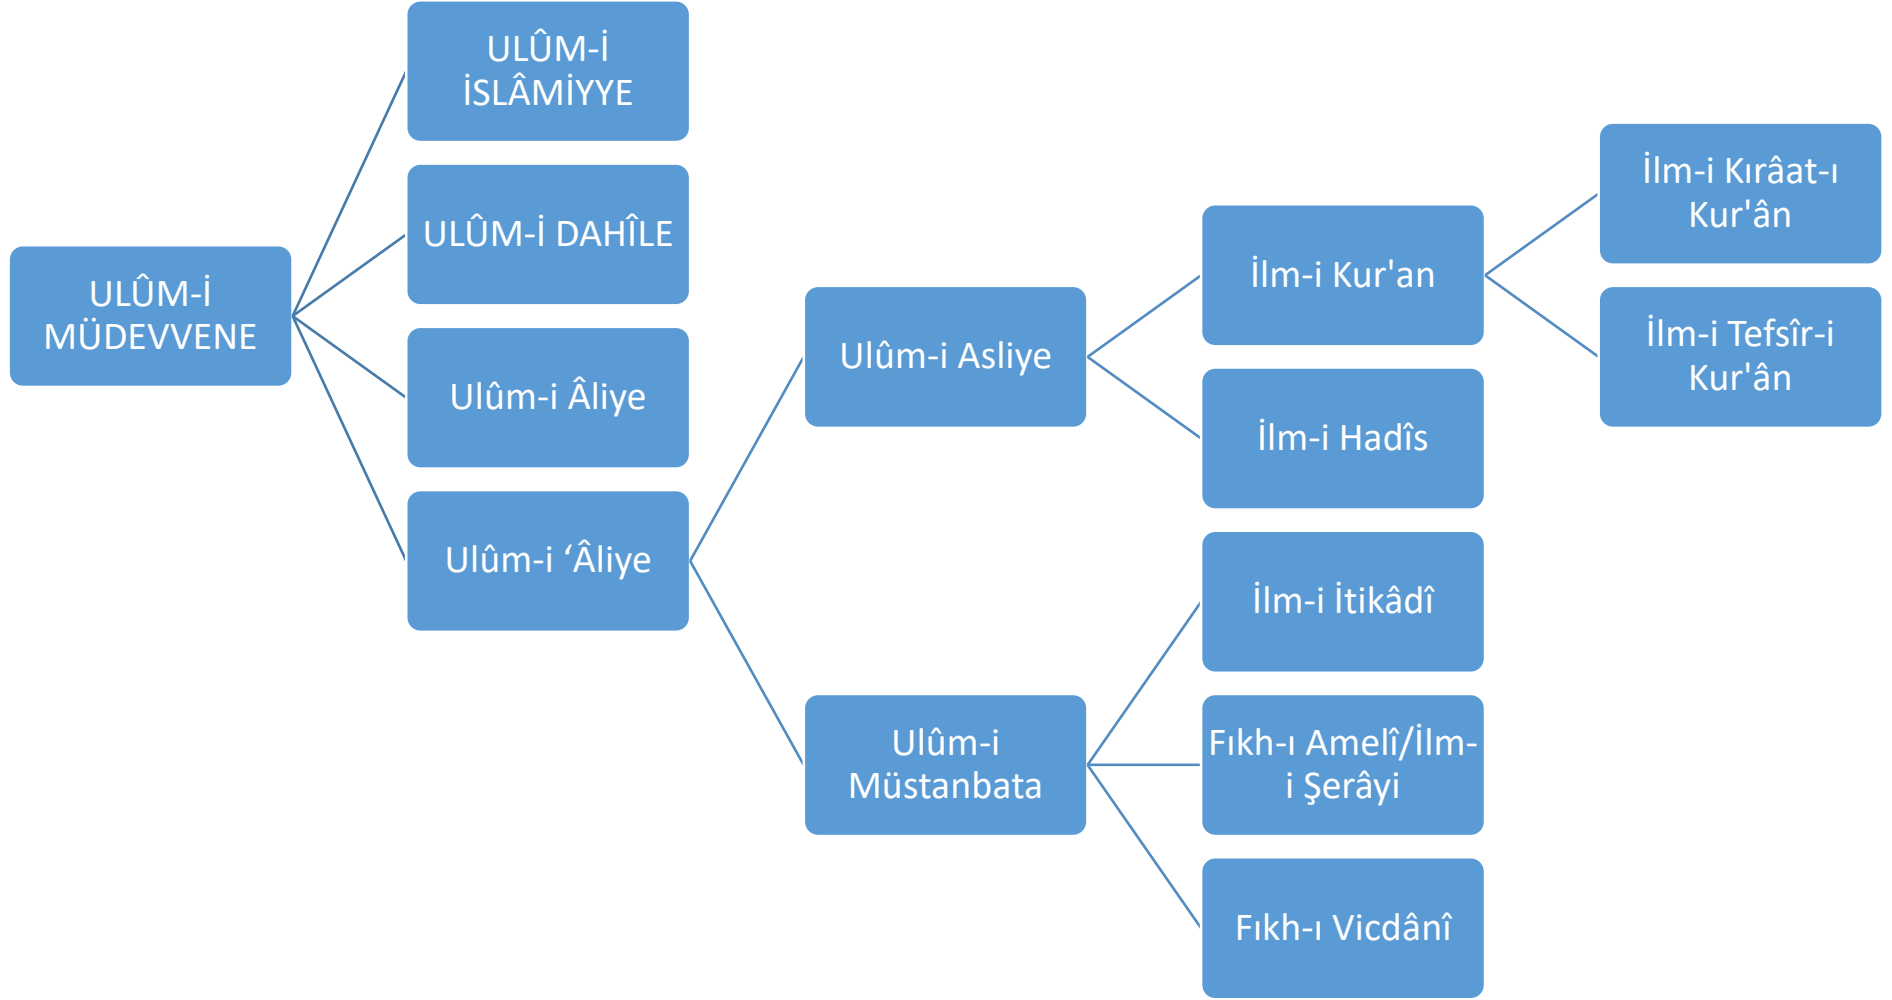 ULÛM-İ
MÜDEVVENE
ULÛM-İ
İSLÂMİYYE
ULÛM-İ DAHÎLE
Ulûm-i Âliye
Ulûm-i ‘Âliye
Ulûm-i Asliye
İlm-i Kur'an
İlm-i Kırâat-ı
Kur'ân
İlm-i Tefsîr-i
Kur'ân
İlm-i Hadîs
Ulûm-i
Müstanbata
İlm-i İtikâdî
Fıkh-ı Amelî/İlm-
i Şerâyi
Fıkh-ı Vicdânî